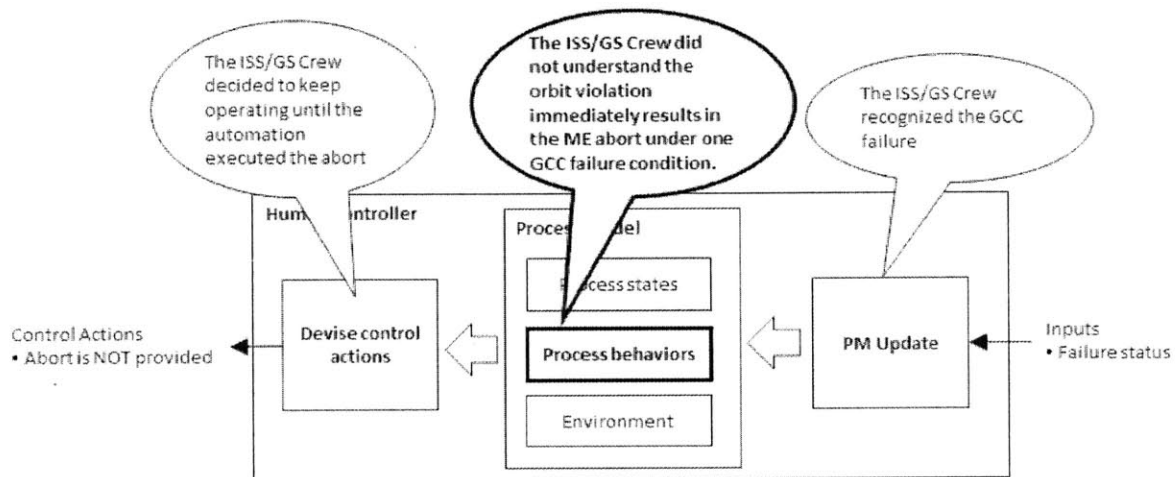 The ISS/GS Crew
decided to keep
operating until the
automation
executed the abort
The ISS/GS Crew did
not understand the
orbit violation
immediately results in
the ME abort under one
GCC failure condition.
The ISS/GS Crew
recognized the GCC
failure
Controller
Process states
Devise control
actions
Process behaviors
Environment
PM Update
Control Actions
• Abort is NOT provided
Inputs
• Failure status